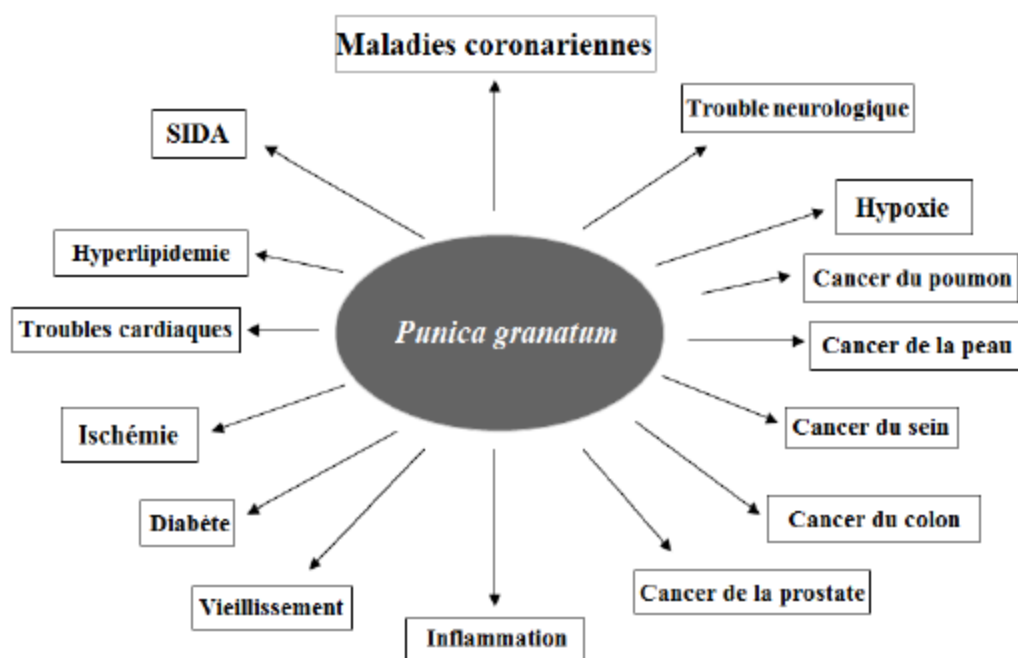 Maladies coronariennes
Trouble neurologique
SIDA
Hypoxie
Hyperlipidemie
Cancer du poumon
Troubles cardiaques
Punica granatum
Cancer de la peau
Ischémie
Cancer du sein
Diabète
Cancer du colon
Vieillissement
Cancer de la prostate
Inflammation